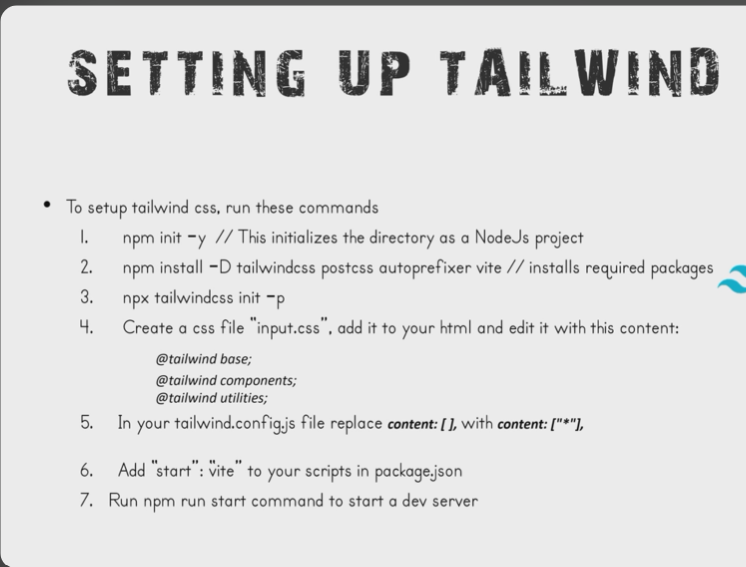 SETTING UP TAILWIND
• To setup tailwind css, run these commands
1. npm init -y // This initializes the directory as a NodeJs project
2. npm install -D tailwindcss postcss autoprefixer vite // installs required packages
3. npx tailwindcss init -p
4. Create a css file "input.css", add it to your html and edit it with this content:
@tailwind base;
@tailwind components;
@tailwind utilities;
5. In your tailwind.config.js file replace content: [ ], with content: ["*"],
6. Add "start": "vite" to your scripts in package.json
7. Run npm run start command to start a dev server